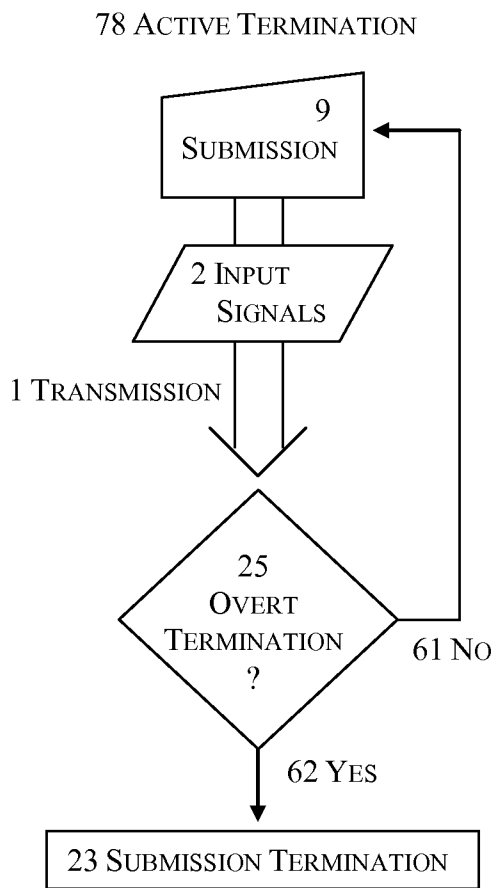 78 ACTIVE TERMINATION
9
SUBMISSION
2 INPUT
SIGNALS
1 TRANSMISSION
25
OVERT
TERMINATION
?
61 NO
62 YES
23 SUBMISSION TERMINATION